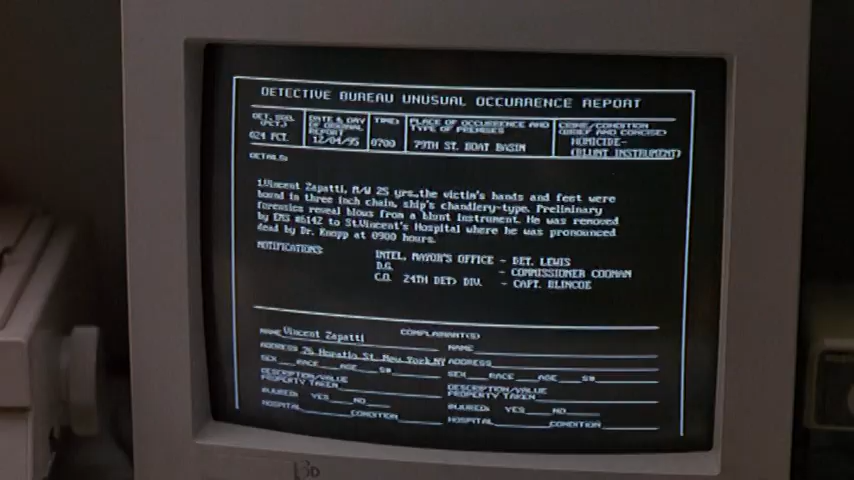 DETECTIVE BUREAU UNUSUAL OCCURRENCE REPORT
DET. SQD. (PCT.)
024 PCT.
DATE & DAY OF ORIGINAL REPORT
12/04/95
TIME:
0700
PLACE OF OCCURRENCE AND TYPE OF PREMISES
79TH ST. BOAT BASIN
CRIME/CONDITION (BRIEF AND CONCISE)
HOMICIDE-
(BLUNT INSTRUMENT)
DETAILS:
1.Vincent Zapatti, M/W 25 yrs.,the victim's hands and feet were
bound in three inch chain, ship's chandlery-type. Preliminary
forensics reveal blows from a blunt instrument. He was removed
by EMS #6142 to St.Vincent's Hospital where he was pronounced
dead by Dr. Knopp at 0900 hours.
NOTIFICATIONS:
INTEL, MAYOR'S OFFICE - DET. LEWIS
D.G. - COMMISSIONER COOMAN
C.O. 24TH DET> DIV. - CAPT. BLINCOE
COMPLAINANT(S)
NAME Vincent Zapatti NAME
ADDRESS 26 Horatio St. New York,NY ADDRESS
SEX RACE AGE S# SEX RACE AGE S#
DESCRIPTION/VALUE DESCRIPTION/VALUE
PROPERTY TAKEN PROPERTY TAKEN
INJURED: YES NO INJURED: YES NO
HOSPITAL CONDITION HOSPITAL CONDITION